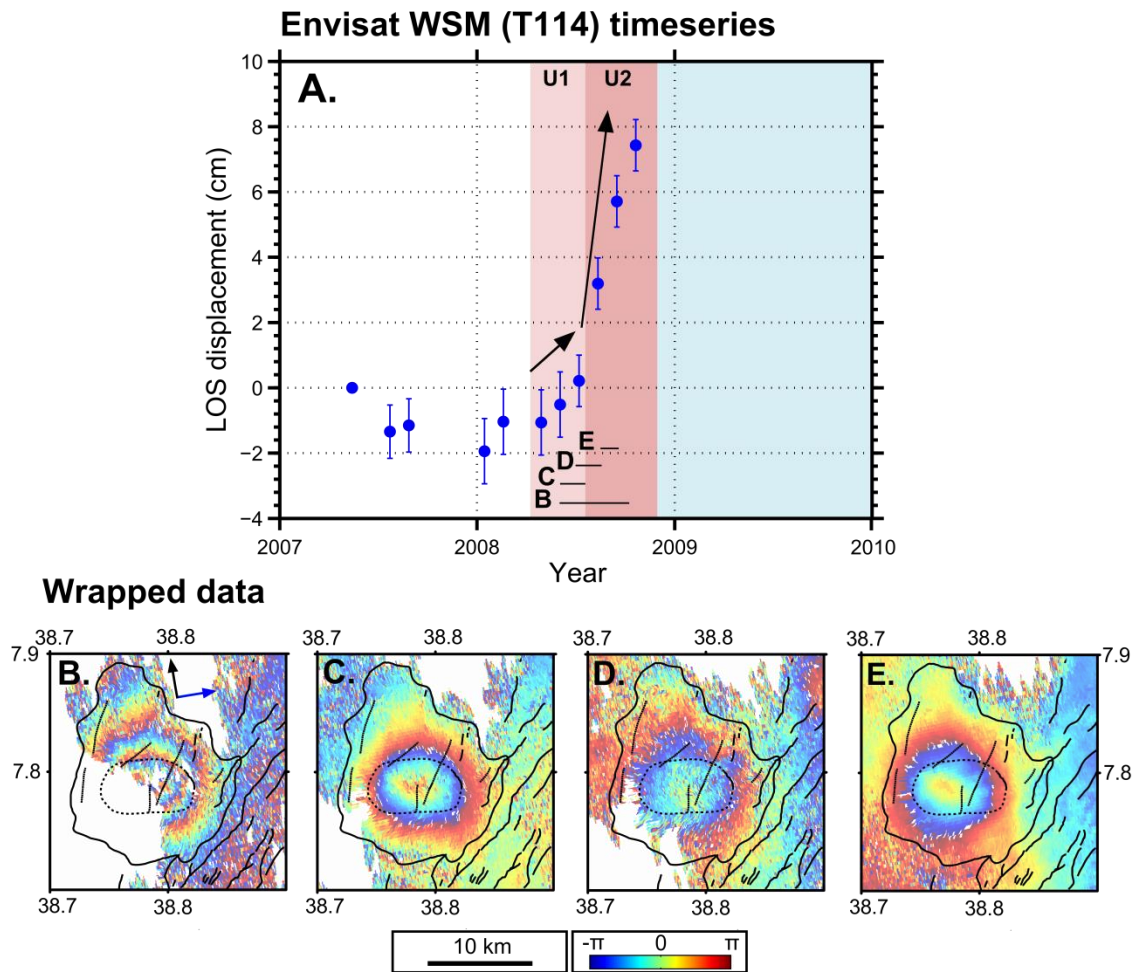 Envisat WSM (T114) timeseries
A.
U1 U2
10
8
6
4
2
0
−2
−4
LOS displacement (cm)
E
D
C
B
2007 2008 2009 2010
Year
Wrapped data
38.7 38.8 38.7 38.8 38.7 38.8 38.7 38.8
7.9 B. C. D. E. 7.9
7.8 7.8
38.7 38.8 38.7 38.8 38.7 38.8 38.7 38.8
10 km
-π 0 π